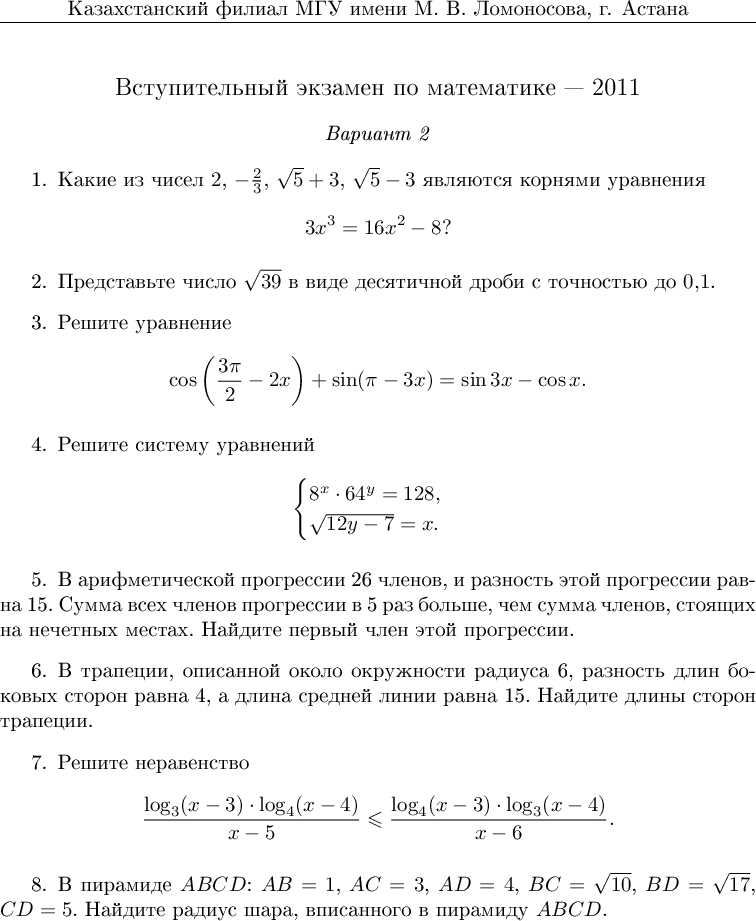 Казахстанский филиал МГУ имени М. В. Ломоносова, г. Астана
Вступительный экзамен по математике — 2011
Вариант 2
1. Какие из чисел 2, $-\frac{2}{3}$, $\sqrt{5}+3$, $\sqrt{5}-3$ являются корнями уравнения
$3x^3 = 16x^2 - 8?$
2. Представьте число $\sqrt{39}$ в виде десятичной дроби с точностью до 0,1.
3. Решите уравнение
$\cos\left(\frac{3\pi}{2} - 2x\right) + \sin(\pi - 3x) = \sin 3x - \cos x.$
4. Решите систему уравнений
$\begin{cases} 8^x \cdot 64^y = 128, \\ \sqrt{12y-7} = x. \end{cases}$
5. В арифметической прогрессии 26 членов, и разность этой прогрессии рав-
на 15. Сумма всех членов прогрессии в 5 раз больше, чем сумма членов, стоящих
на нечетных местах. Найдите первый член этой прогрессии.
6. В трапеции, описанной около окружности радиуса 6, разность длин бо-
ковых сторон равна 4, а длина средней линии равна 15. Найдите длины сторон
трапеции.
7. Решите неравенство
$\frac{\log_3(x-3) \cdot \log_4(x-4)}{x-5} \leqslant \frac{\log_4(x-3) \cdot \log_3(x-4)}{x-6}.$
8. В пирамиде $ABCD$: $AB = 1$, $AC = 3$, $AD = 4$, $BC = \sqrt{10}$, $BD = \sqrt{17}$,
$CD = 5$. Найдите радиус шара, вписанного в пирамиду $ABCD$.